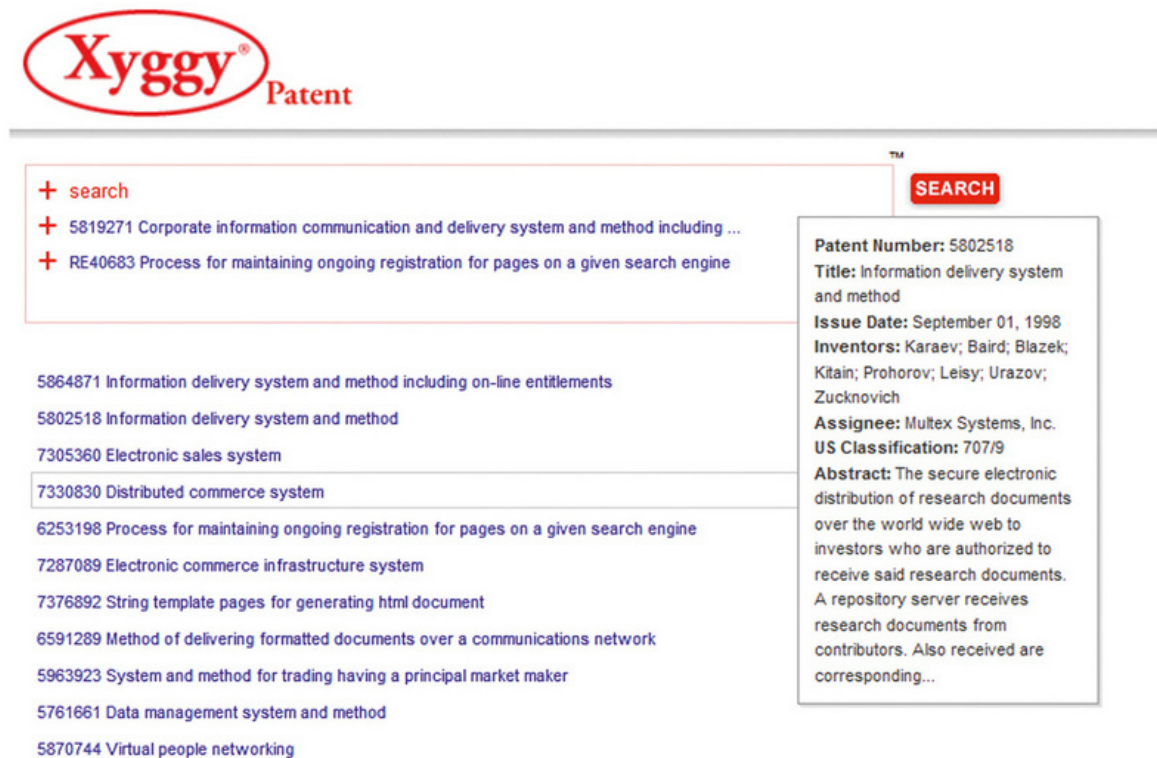 Xyggy®
Patent
™
+ search
SEARCH
+ 5819271 Corporate information communication and delivery system and method including ...
+ RE40683 Process for maintaining ongoing registration for pages on a given search engine
5864871 Information delivery system and method including on-line entitlements
5802518 Information delivery system and method
7305360 Electronic sales system
7330830 Distributed commerce system
6253198 Process for maintaining ongoing registration for pages on a given search engine
7287089 Electronic commerce infrastructure system
7376892 String template pages for generating html document
6591289 Method of delivering formatted documents over a communications network
5963923 System and method for trading having a principal market maker
5761661 Data management system and method
5870744 Virtual people networking
Patent Number: 5802518
Title: Information delivery system
and method
Issue Date: September 01, 1998
Inventors: Karaev; Baird; Blazek;
Kitain; Prohorov; Leisy; Urazov;
Zucknovich
Assignee: Multex Systems, Inc.
US Classification: 707/9
Abstract: The secure electronic
distribution of research documents
over the world wide web to
investors who are authorized to
receive said research documents.
A repository server receives
research documents from
contributors. Also received are
corresponding...